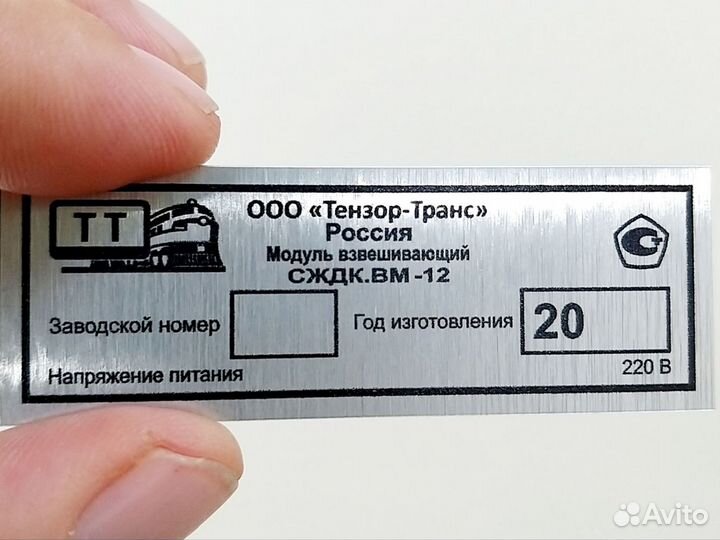 ТТ
ООО «Тензор-Транс»
Россия
Модуль взвешивающий
СЖДК.ВМ-12
Заводской номер
Год изготовления 20
Напряжение питания 220 В
Avito